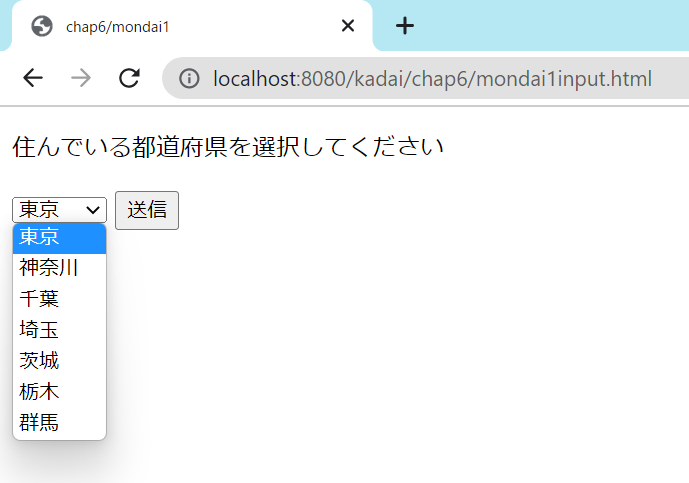 chap6/mondai1
localhost:8080/kadai/chap6/mondai1input.html
住んでいる都道府県を選択してください
東京 送信
東京
神奈川
千葉
埼玉
茨城
栃木
群馬